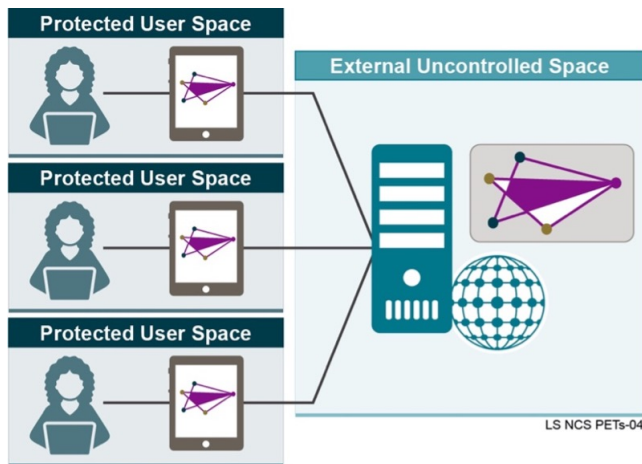 Protected User Space
External Uncontrolled Space
Protected User Space
Protected User Space
LS NCS PETs-04